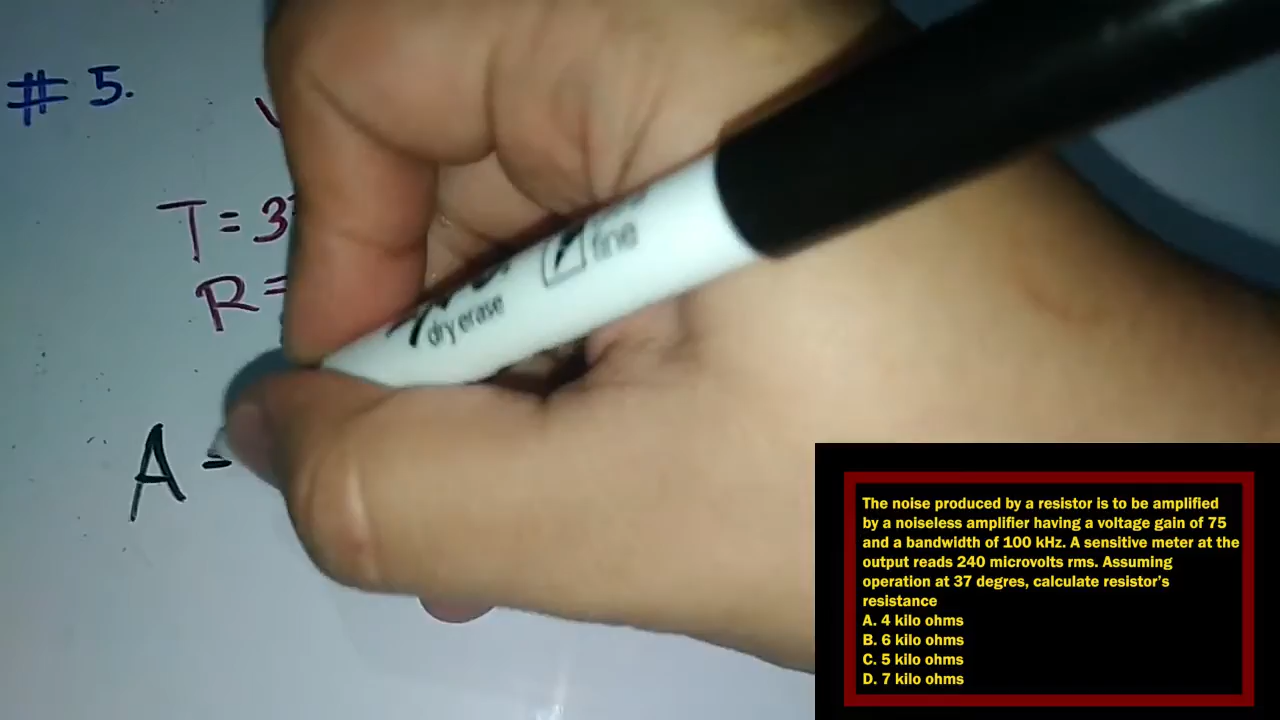 # 5.
T = 3
R =
A =
fine
dry erase
The noise produced by a resistor is to be amplified
by a noiseless amplifier having a voltage gain of 75
and a bandwidth of 100 kHz. A sensitive meter at the
output reads 240 microvolts rms. Assuming
operation at 37 degres, calculate resistor's
resistance
A. 4 kilo ohms
B. 6 kilo ohms
C. 5 kilo ohms
D. 7 kilo ohms